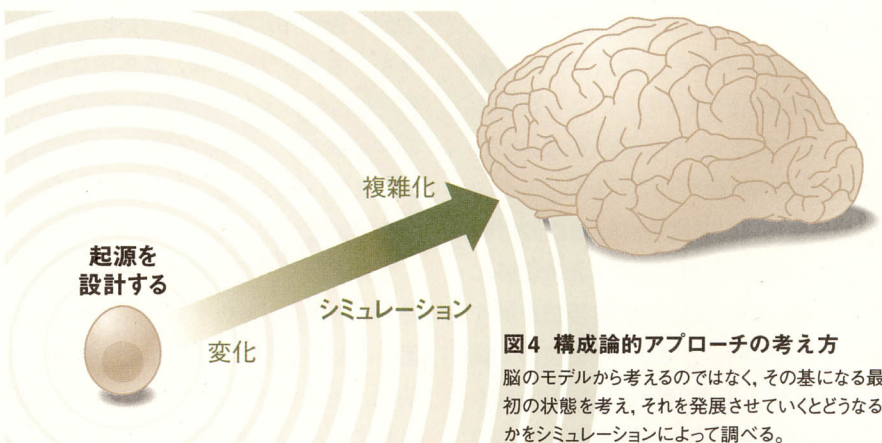 複雑化
起源を
設計する
シミュレーション
変化
図4 構成論的アプローチの考え方
脳のモデルから考えるのではなく，その基になる最
初の状態を考え，それを発展させていくとどうなる
かをシミュレーションによって調べる。